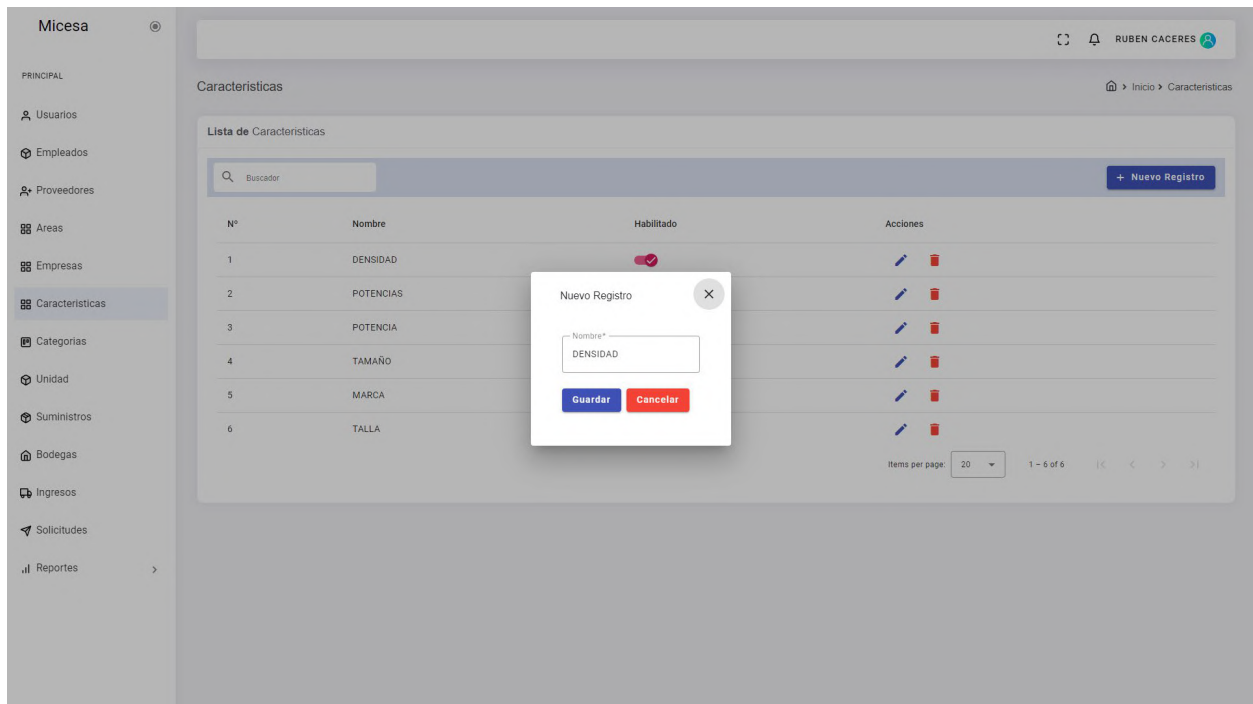 Micesa
RUBEN CACERES
PRINCIPAL
Caracteristicas
Inicio > Caracteristicas
Usuarios
Empleados
Proveedores
Areas
Empresas
Caracteristicas
Categorias
Unidad
Suministros
Bodegas
Ingresos
Solicitudes
Reportes
Lista de Caracteristicas
Buscador
+ Nuevo Registro
Nº Nombre Habilitado Acciones
1 DENSIDAD
2 POTENCIAS
3 POTENCIA
4 TAMAÑO
5 MARCA
6 TALLA
Items per page: 20 1 – 6 of 6
Nuevo Registro
Nombre*
DENSIDAD
Guardar Cancelar